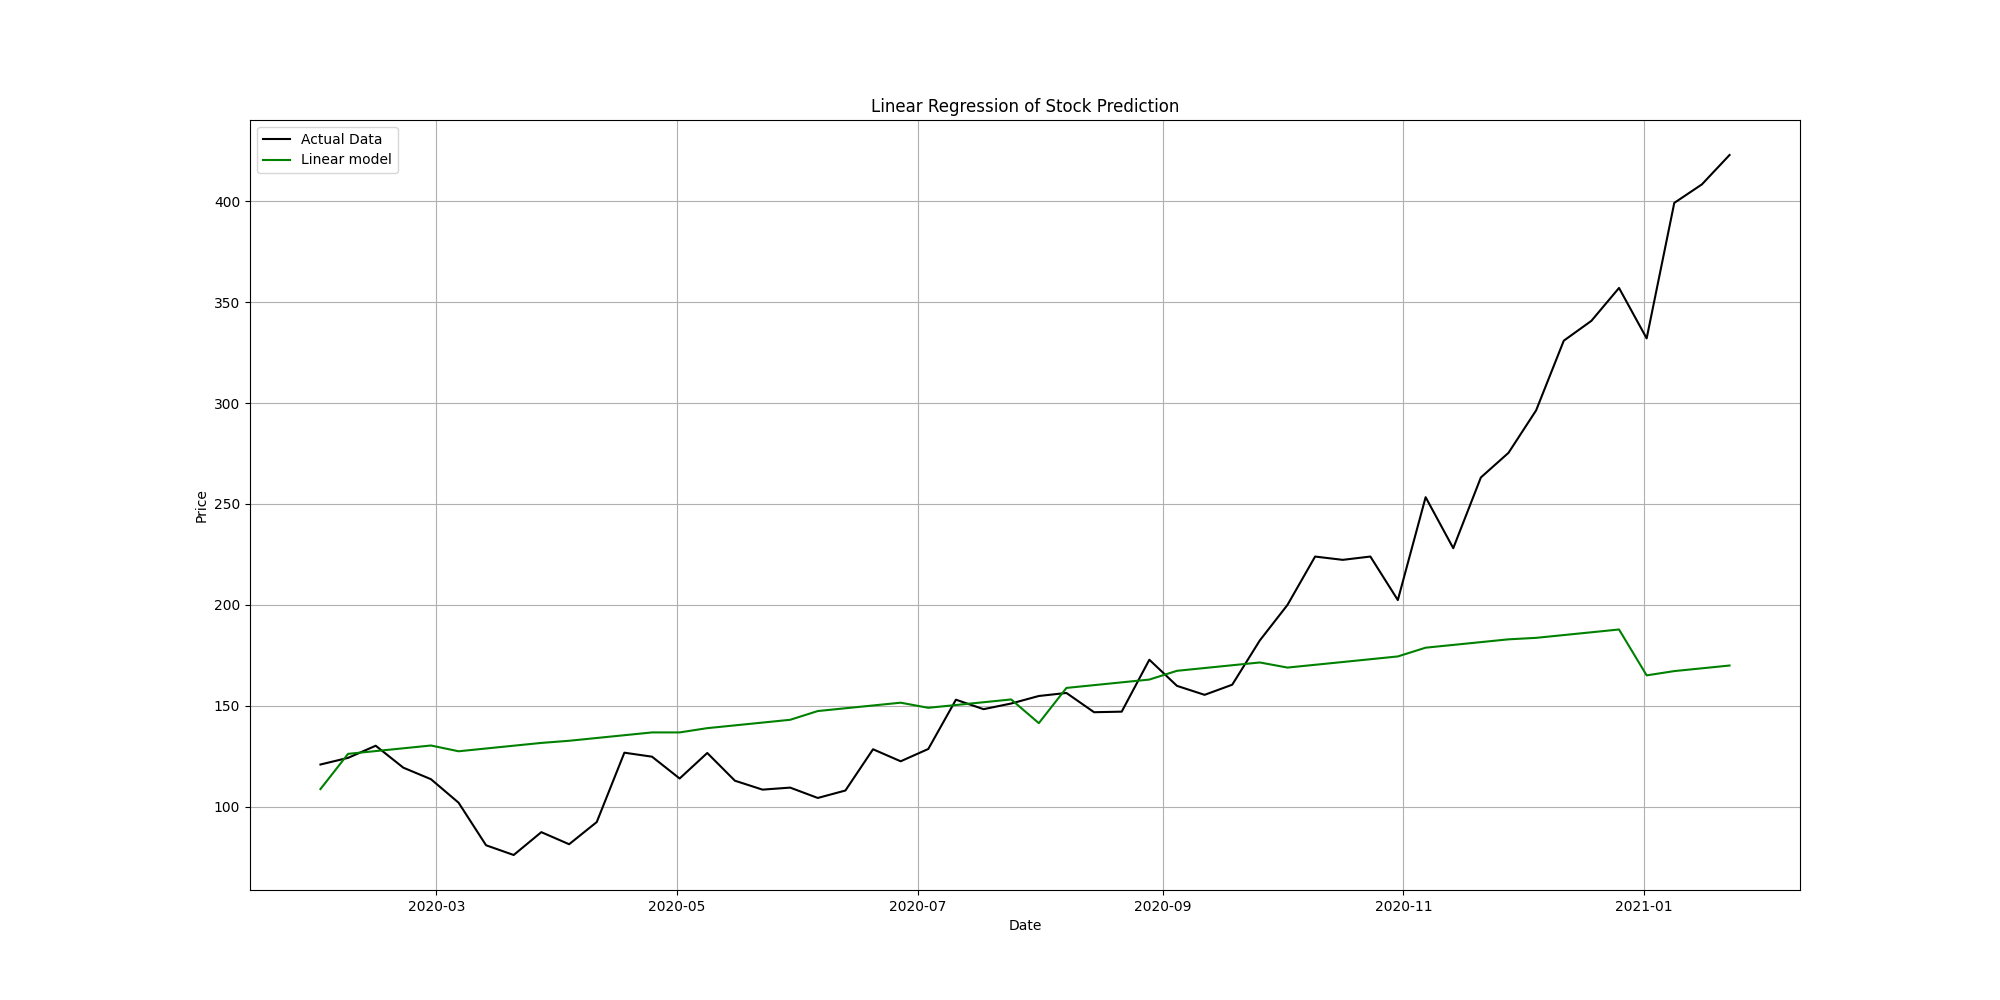 Linear Regression of Stock Prediction
Actual Data
Linear model
400
350
300
250
200
150
100
Price
2020-03 2020-05 2020-07 2020-09 2020-11 2021-01
Date